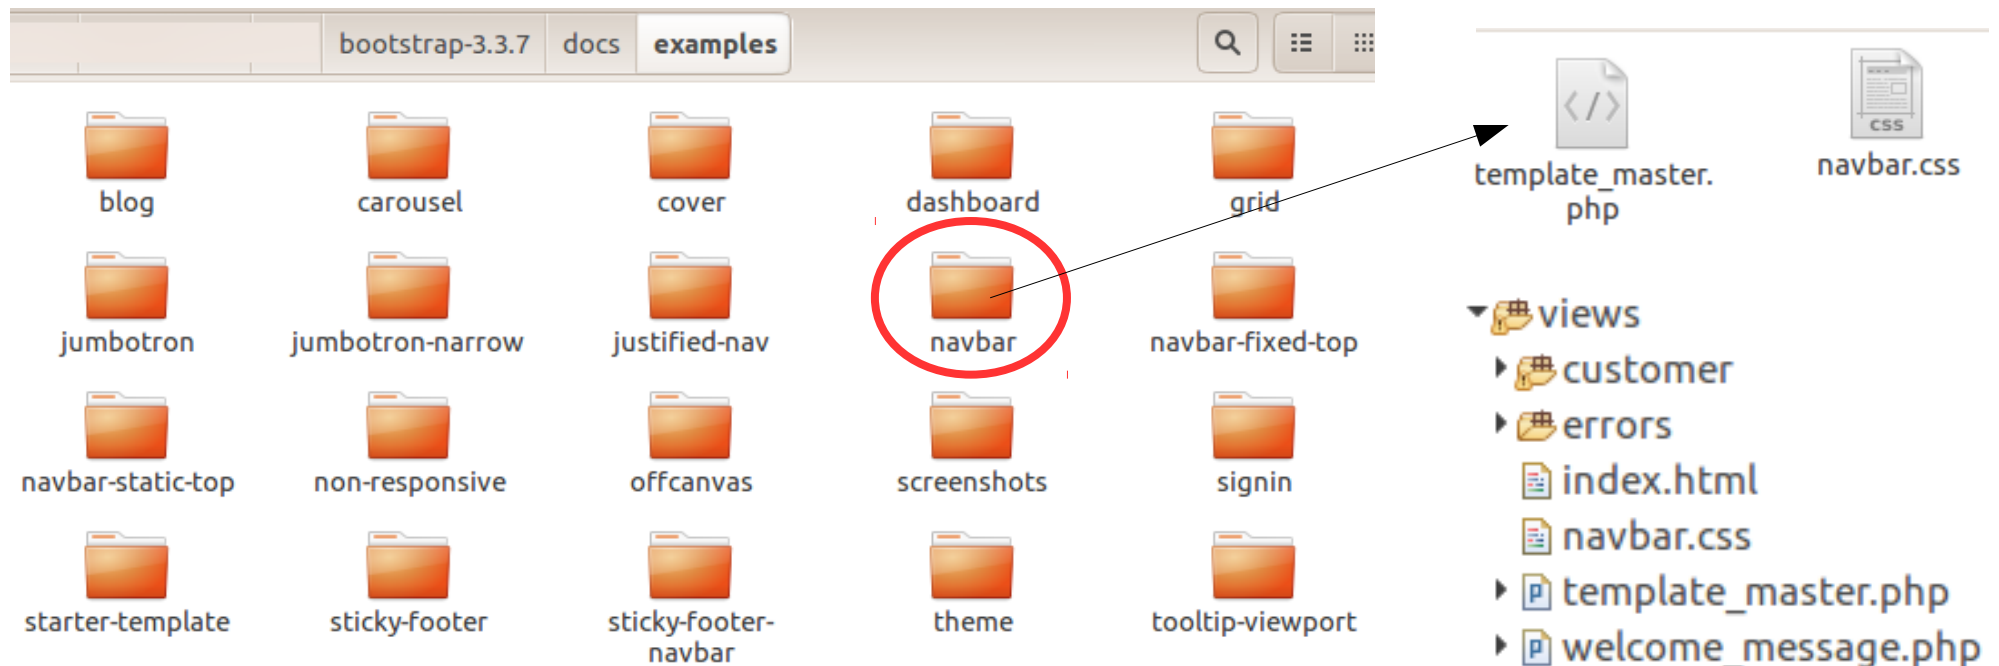 bootstrap-3.3.7 docs examples
blog carousel cover dashboard grid
jumbotron jumbotron-narrow justified-nav navbar navbar-fixed-top
navbar-static-top non-responsive offcanvas screenshots signin
starter-template sticky-footer sticky-footer- theme tooltip-viewport
navbar
</>
css
template_master. navbar.css
php
views
customer
errors
index.html
navbar.css
template_master.php
welcome_message.php